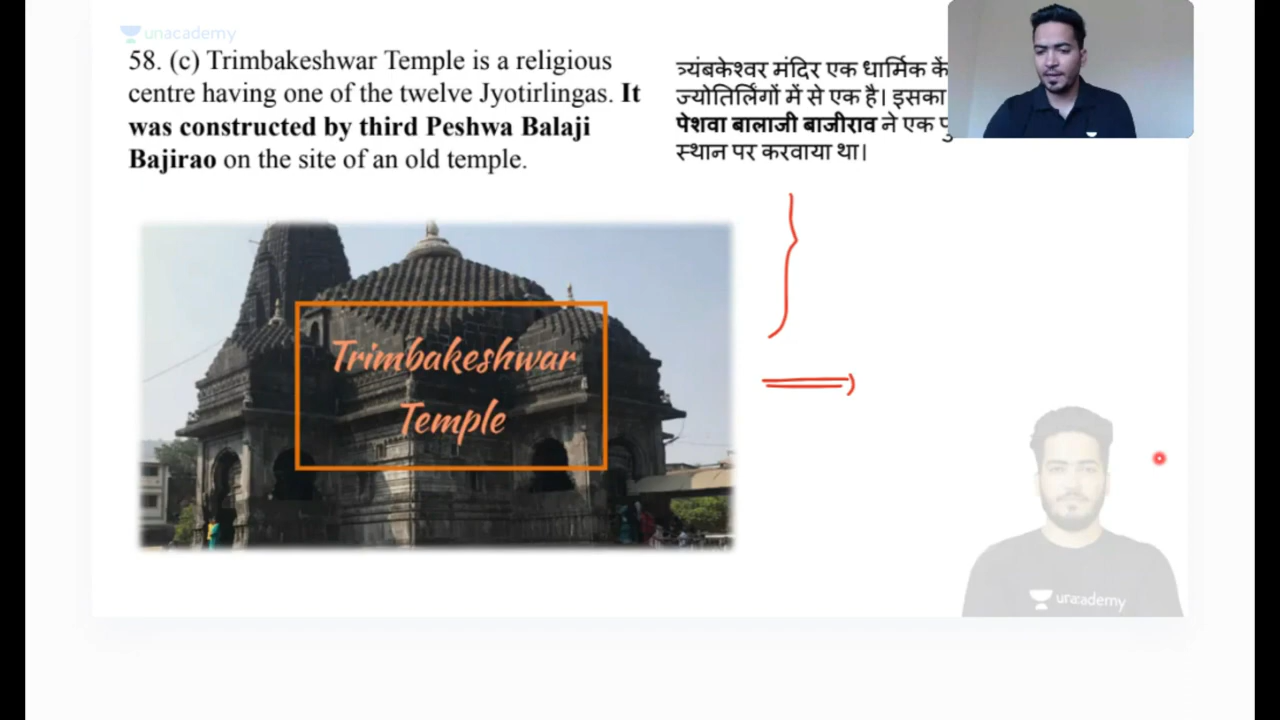 unacademy
58. (c) Trimbakeshwar Temple is a religious
centre having one of the twelve Jyotirlingas. It
was constructed by third Peshwa Balaji
Bajirao on the site of an old temple.
त्र्यंबकेश्वर मंदिर एक धार्मिक कें
ज्योतिर्लिंगों में से एक है। इसका
पेशवा बालाजी बाजीराव ने एक
स्थान पर करवाया था।
Trimbakeshwar
Temple
unacademy